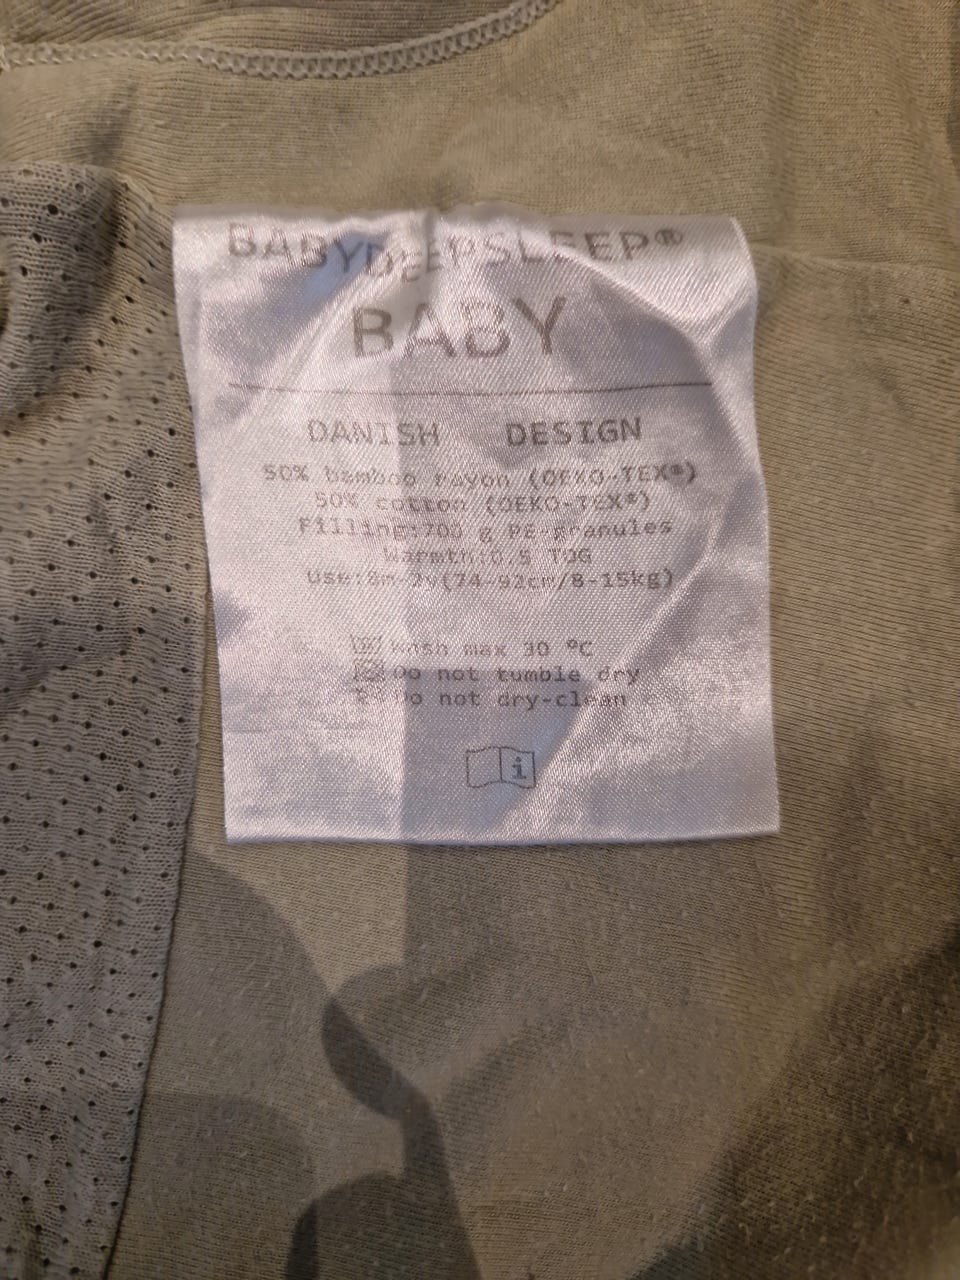 BABYDEEPSLEEP®
BABY
DANISH DESIGN
50% bamboo rayon (OEKO-TEX®)
50% cotton (OEKO-TEX®)
Filling:700 g PE-granules
Warmth:0.5 TOG
Use:8m-2y(74-92cm/8-15kg)
Wash max 30 °C
Do not tumble dry
Do not dry-clean
i